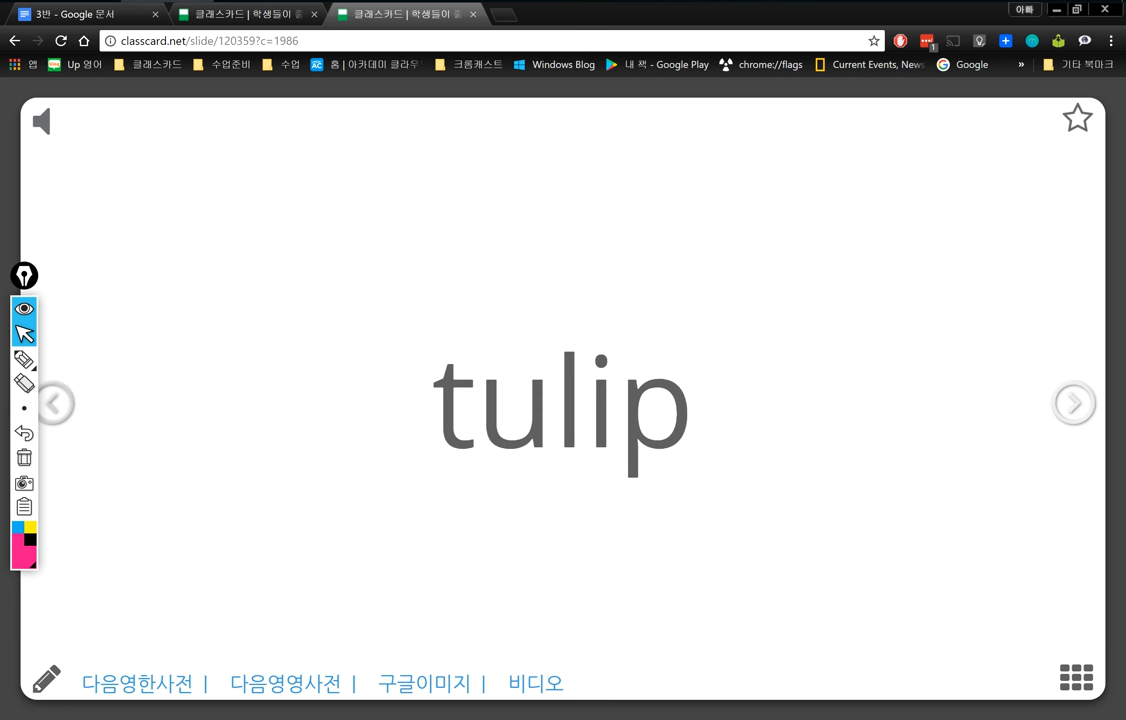 3반 - Google 문서
클래스카드 | 학생들이 좋
클래스카드 | 학생들이 좋
아빠
classcard.net/slide/120359?c=1986
1
앱
Up 영어
클래스카드
수업준비
수업
홈 | 아카데미 클라우
크롬캐스트
Windows Blog
내 책 - Google Play
chrome://flags
Current Events, News
Google
»
기타 북마크
tulip
다음영한사전 |
다음영영사전 |
구글이미지 |
비디오